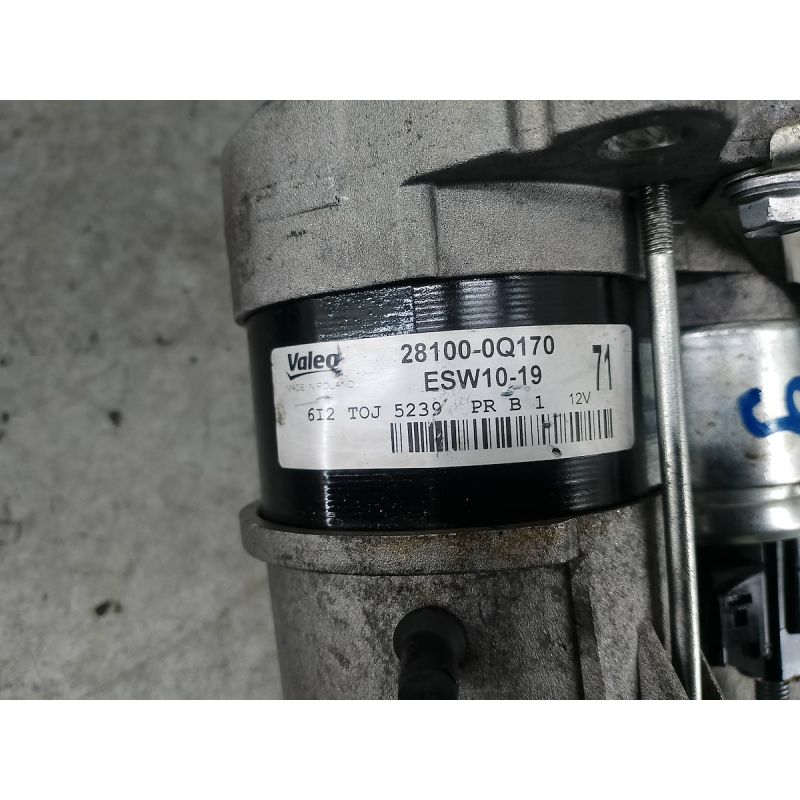 Valeo
MADE IN POLAND
28100-0Q170
ESW10-19
71
6I2 TOJ 5239 PR B 1 12V